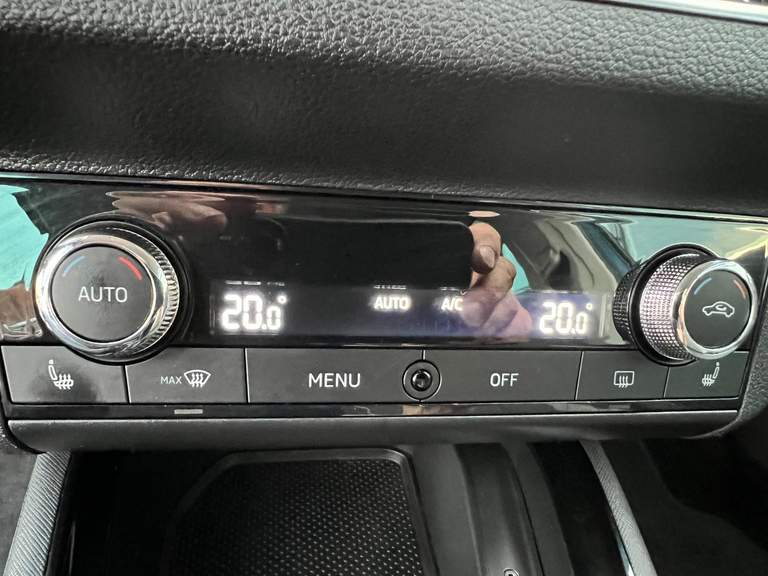 AUTO
20.0°
AUTO
A/C
20.0°
MAX
MENU
OFF